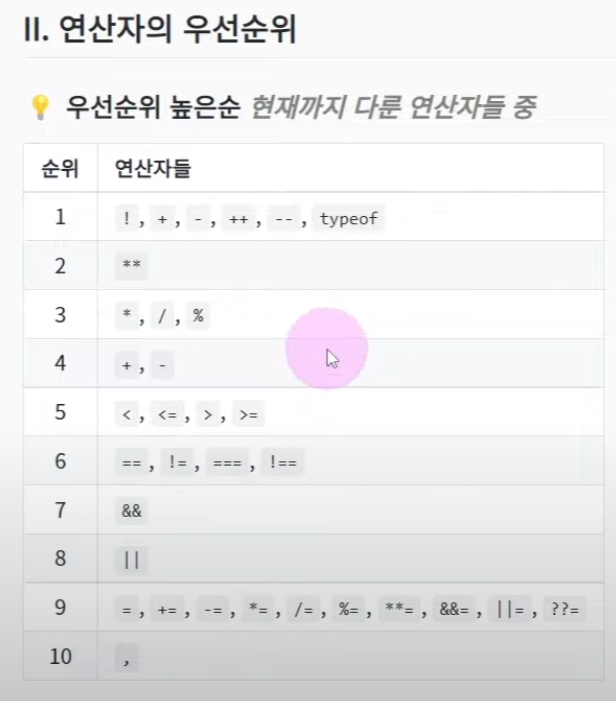 II. 연산자의 우선순위
💡 우선순위 높은순 현재까지 다룬 연산자들 중
순위 연산자들
1 ! , + , - , ++ , -- , typeof
2 **
3 * , / , %
4 + , -
5 < , <= , > , >=
6 == , != , === , !==
7 &&
8 ||
9 = , += , -= , *= , /= , %= , **= , &&= , ||= , ??=
10 ,